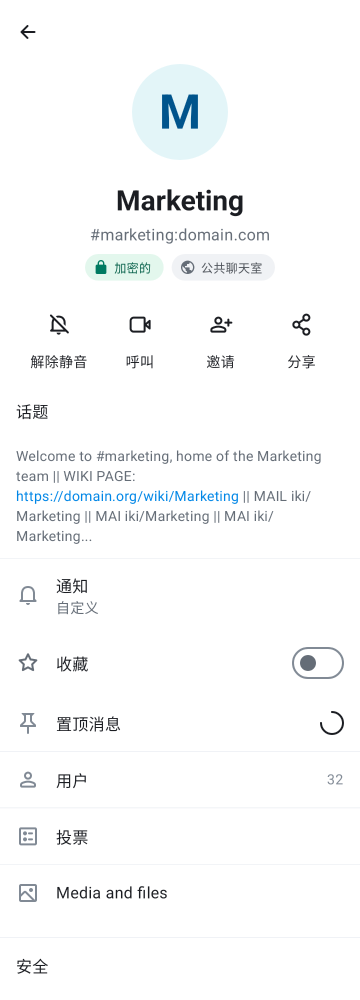 M
Marketing
#marketing:domain.com
加密的 公共聊天室
解除静音 呼叫 邀请 分享
话题
Welcome to #marketing, home of the Marketing
team || WIKI PAGE:
https://domain.org/wiki/Marketing || MAIL iki/
Marketing || MAI iki/Marketing || MAI iki/
Marketing...
通知
自定义
收藏
置顶消息
用户 32
投票
Media and files
安全